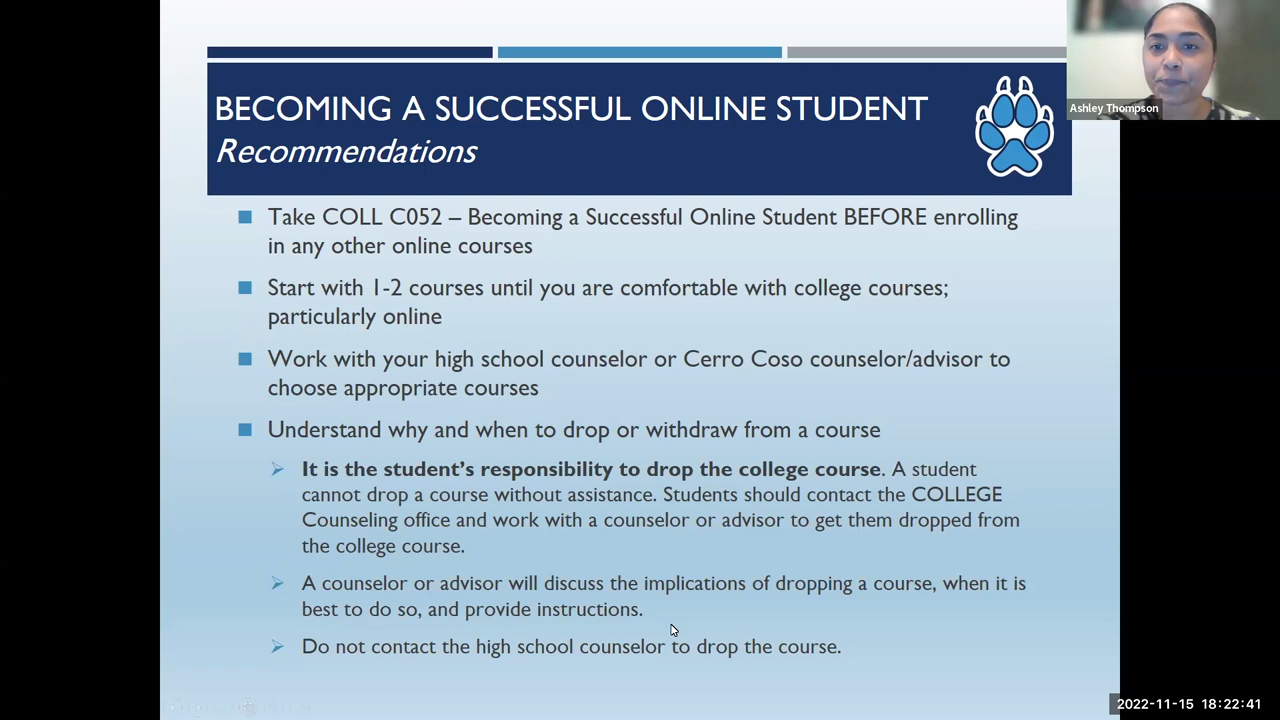 BECOMING A SUCCESSFUL ONLINE STUDENT
Recommendations
Ashley Thompson
Take COLL C052 – Becoming a Successful Online Student BEFORE enrolling
in any other online courses
Start with 1-2 courses until you are comfortable with college courses;
particularly online
Work with your high school counselor or Cerro Coso counselor/advisor to
choose appropriate courses
Understand why and when to drop or withdraw from a course
It is the student’s responsibility to drop the college course. A student
cannot drop a course without assistance. Students should contact the COLLEGE
Counseling office and work with a counselor or advisor to get them dropped from
the college course.
A counselor or advisor will discuss the implications of dropping a course, when it is
best to do so, and provide instructions.
Do not contact the high school counselor to drop the course.
2022-11-15 18:22:41